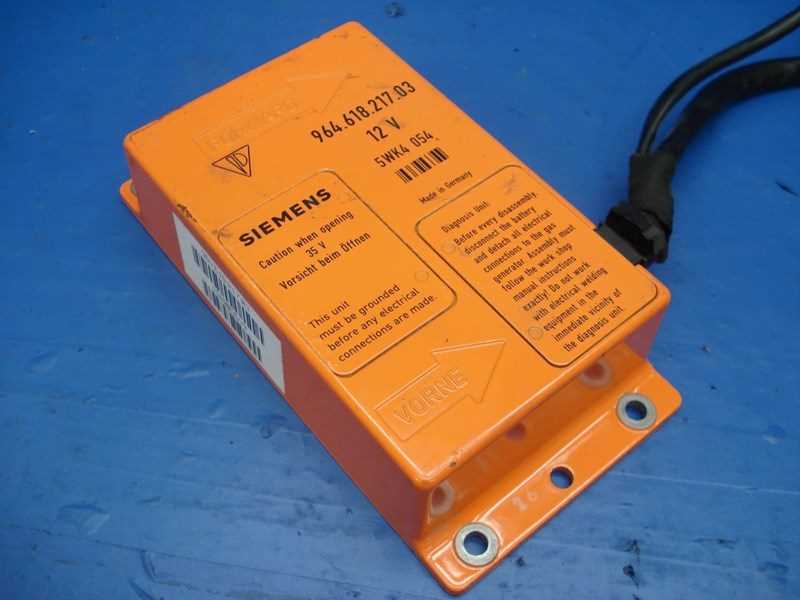 FORWARD
964.618.217.03
12 V
5WK4 054
Made in Germany
SIEMENS
Caution when opening
35 V
Vorsicht beim Öffnen
This unit
must be grounded
before any electrical
connections are made.
Diagnosis Unit:
Before every disassembly,
disconnect the battery
and detach all electrical
connections to the gas
generator. Assembly must
follow the work shop
manual instructions
exactly! Do not work
with electrical welding
equipment in the
immediate vicinity of
the diagnosis unit.
VORNE
26